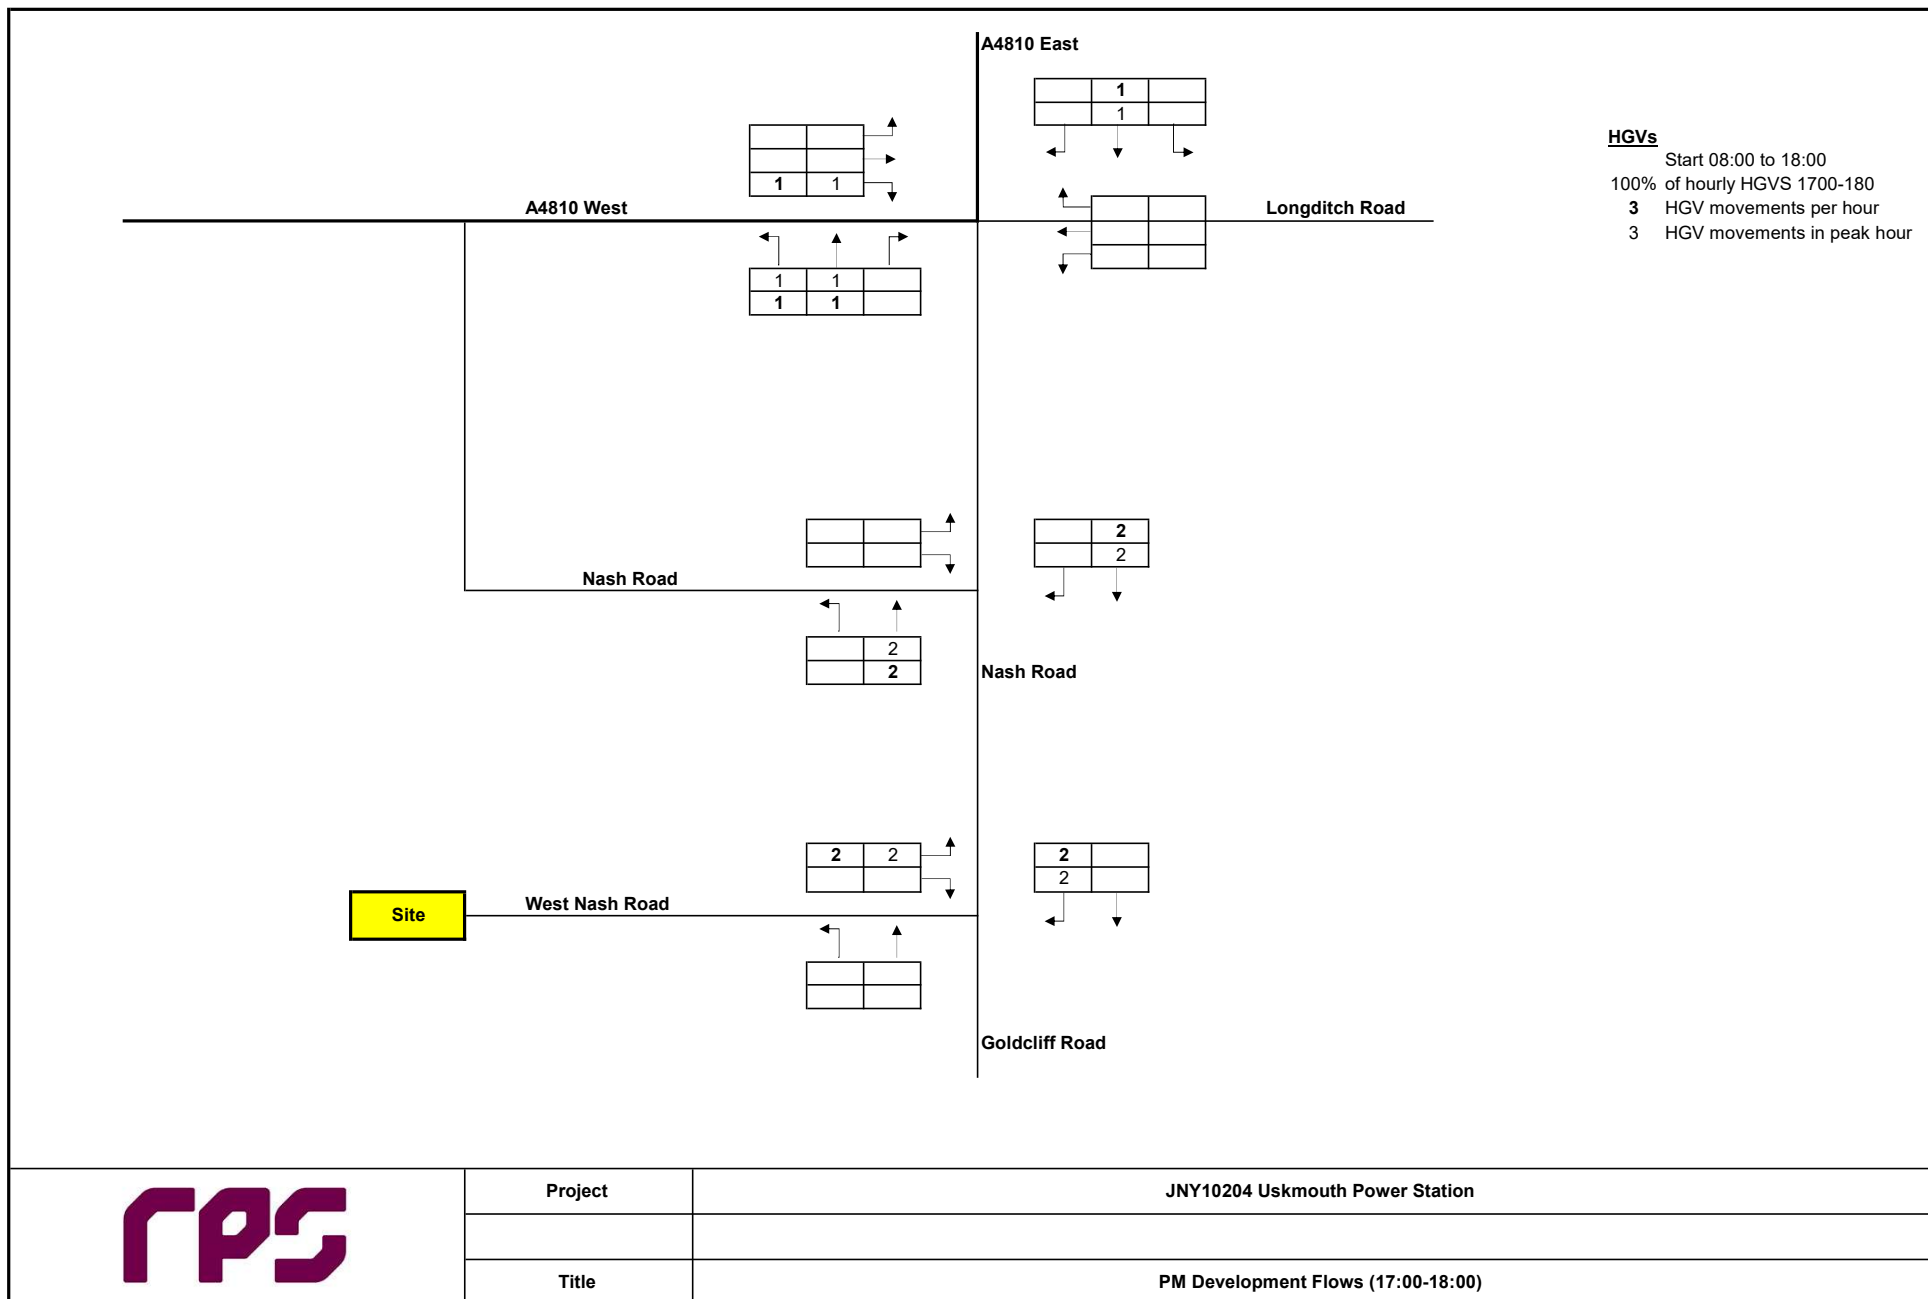 A4810 East
1
1
HGVs
Start 08:00 to 18:00
100% of hourly HGVS 1700-180
3 HGV movements per hour
3 HGV movements in peak hour
1 1
A4810 West
Longditch Road
1 1
1 1
2
2
Nash Road
2
2
Nash Road
2 2
2
2
Site
West Nash Road
Goldcliff Road
rps
Project
JNY10204 Uskmouth Power Station
Title
PM Development Flows (17:00-18:00)